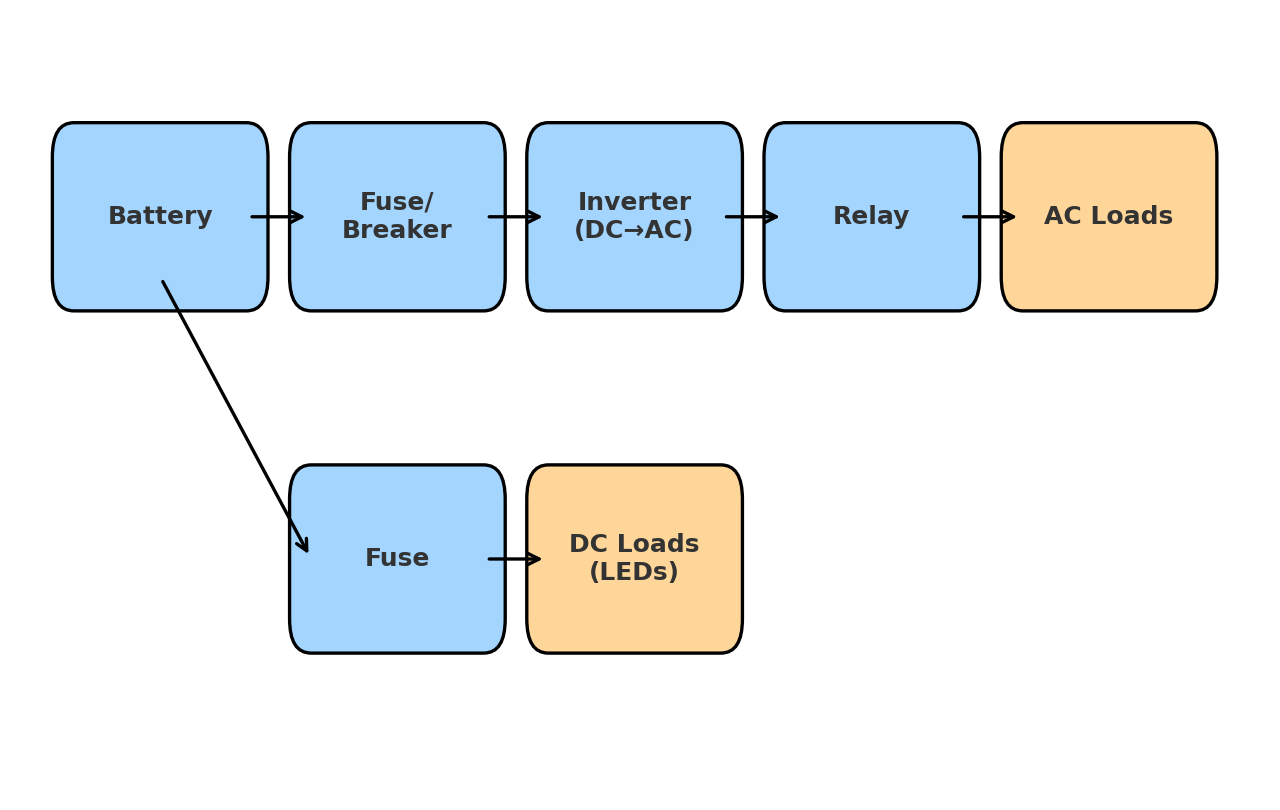 Battery
Fuse/
Breaker
Inverter
(DC→AC)
Relay
AC Loads
Fuse
DC Loads
(LEDs)